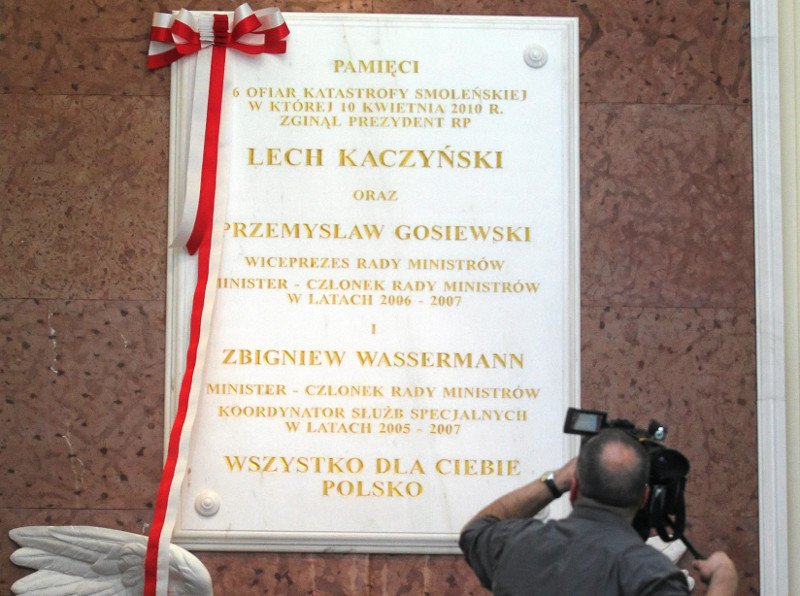 PAMIĘCI
6 OFIAR KATASTROFY SMOLEŃSKIEJ
W KTÓREJ 10 KWIETNIA 2010 R.
ZGINĄŁ PREZYDENT RP
LECH KACZYŃSKI
ORAZ
PRZEMYSŁAW GOSIEWSKI
WICEPREZES RADY MINISTRÓW
MINISTER - CZŁONEK RADY MINISTRÓW
W LATACH 2006 - 2007
I
ZBIGNIEW WASSERMANN
MINISTER - CZŁONEK RADY MINISTRÓW
KOORDYNATOR SŁUŻB SPECJALNYCH
W LATACH 2005 - 2007
WSZYSTKO DLA CIEBIE
POLSKO